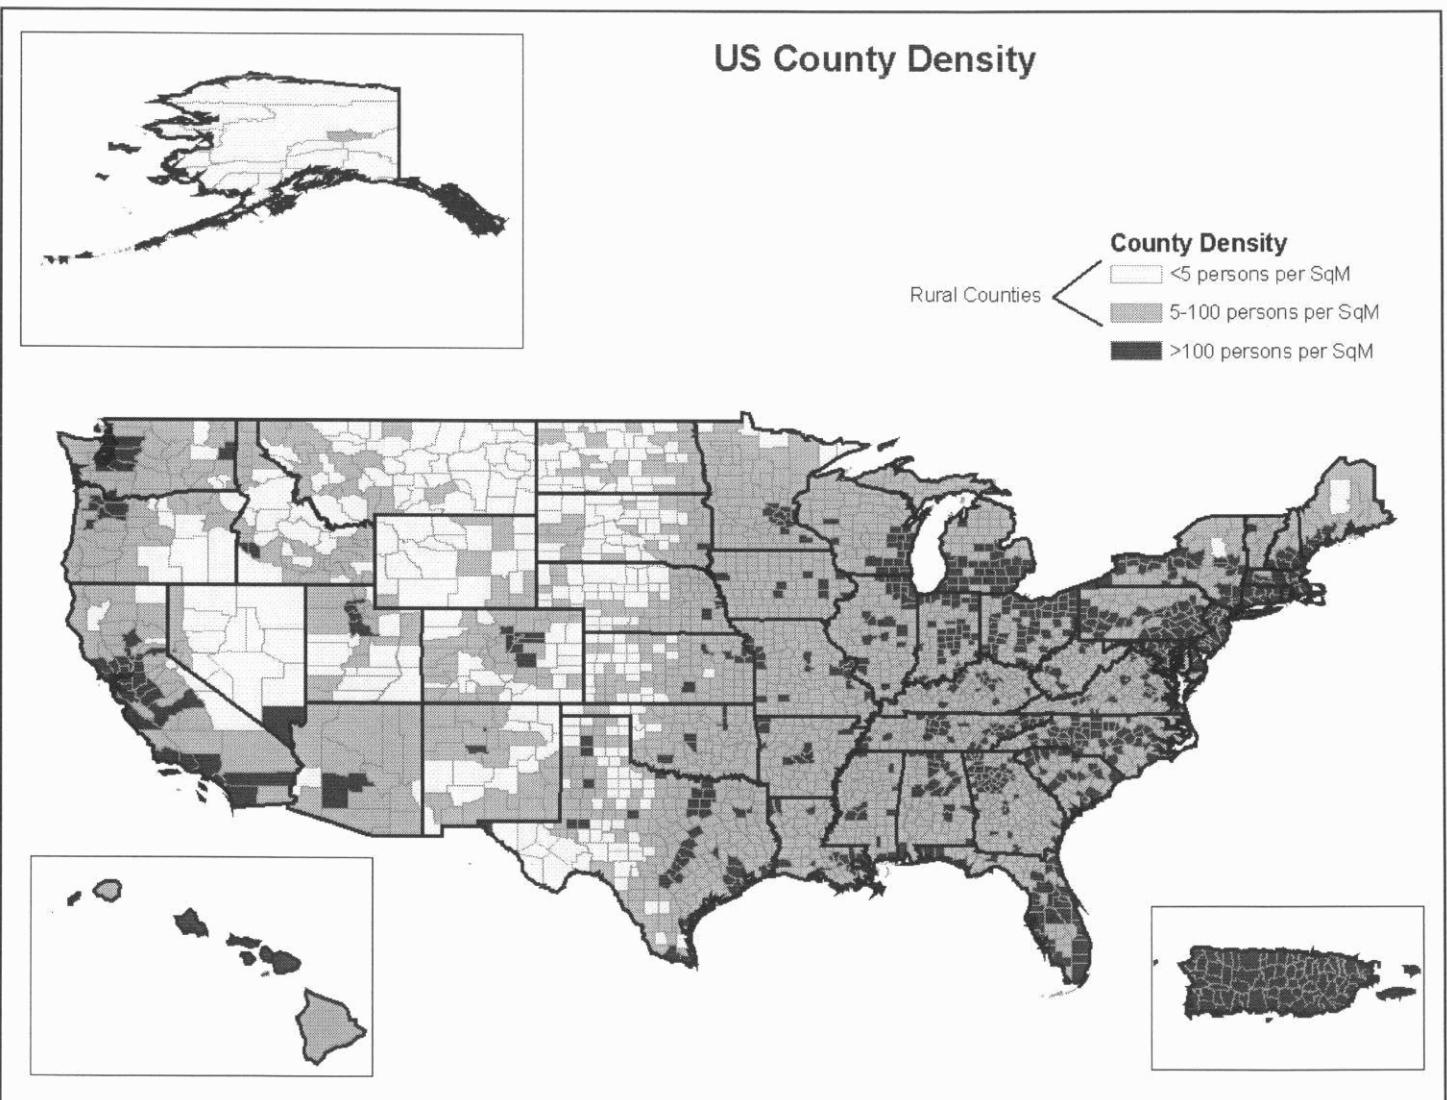 US County Density
County Density
Rural Counties
<5 persons per SqM
5-100 persons per SqM
>100 persons per SqM